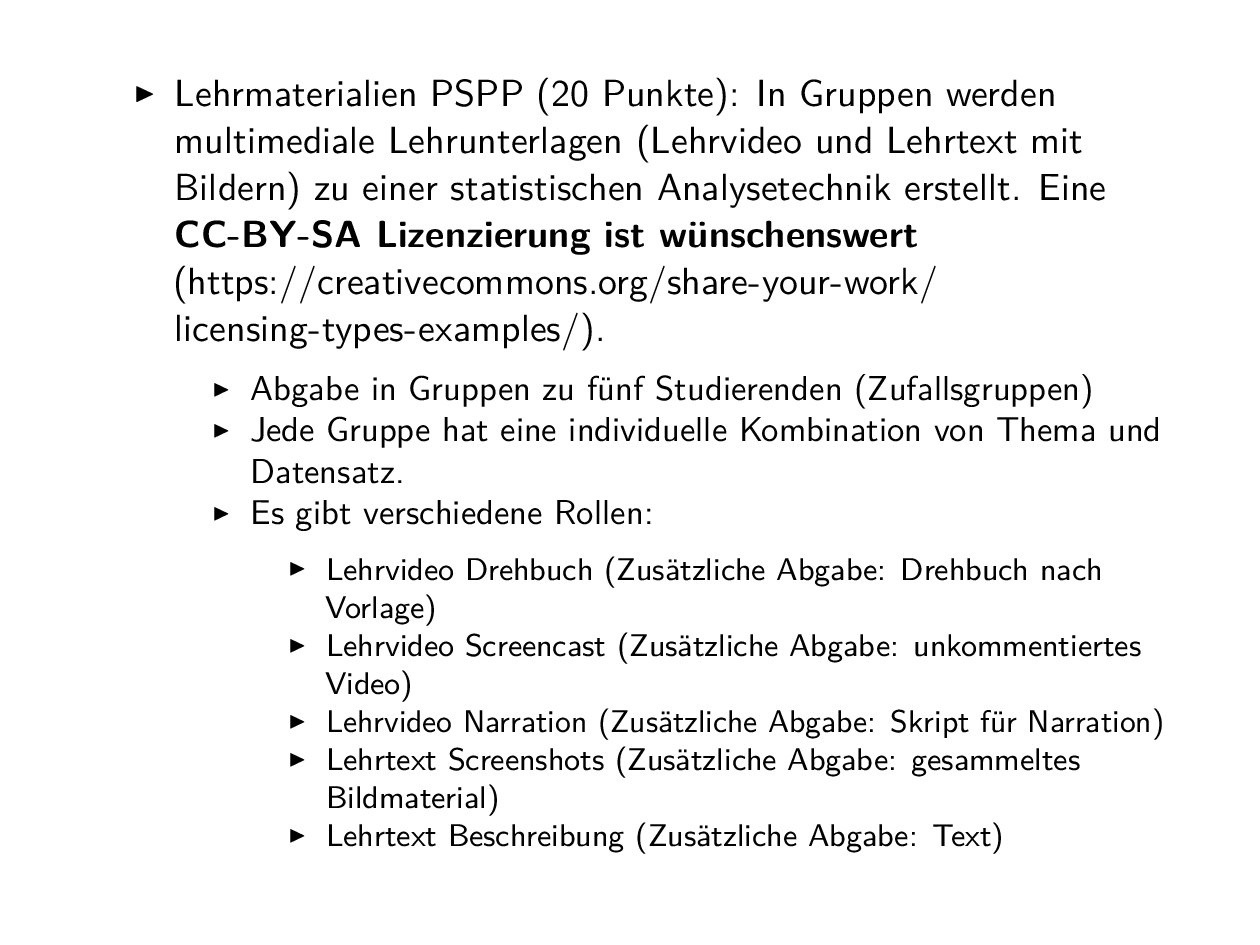 ▶ Lehrmaterialien PSPP (20 Punkte): In Gruppen werden
multimediale Lehrunterlagen (Lehrvideo und Lehrtext mit
Bildern) zu einer statistischen Analysetechnik erstellt. Eine
CC-BY-SA Lizenzierung ist wünschenswert
(https://creativecommons.org/share-your-work/
licensing-types-examples/).
▶ Abgabe in Gruppen zu fünf Studierenden (Zufallsgruppen)
▶ Jede Gruppe hat eine individuelle Kombination von Thema und
Datensatz.
▶ Es gibt verschiedene Rollen:
▶ Lehrvideo Drehbuch (Zusätzliche Abgabe: Drehbuch nach
Vorlage)
▶ Lehrvideo Screencast (Zusätzliche Abgabe: unkommentiertes
Video)
▶ Lehrvideo Narration (Zusätzliche Abgabe: Skript für Narration)
▶ Lehrtext Screenshots (Zusätzliche Abgabe: gesammeltes
Bildmaterial)
▶ Lehrtext Beschreibung (Zusätzliche Abgabe: Text)